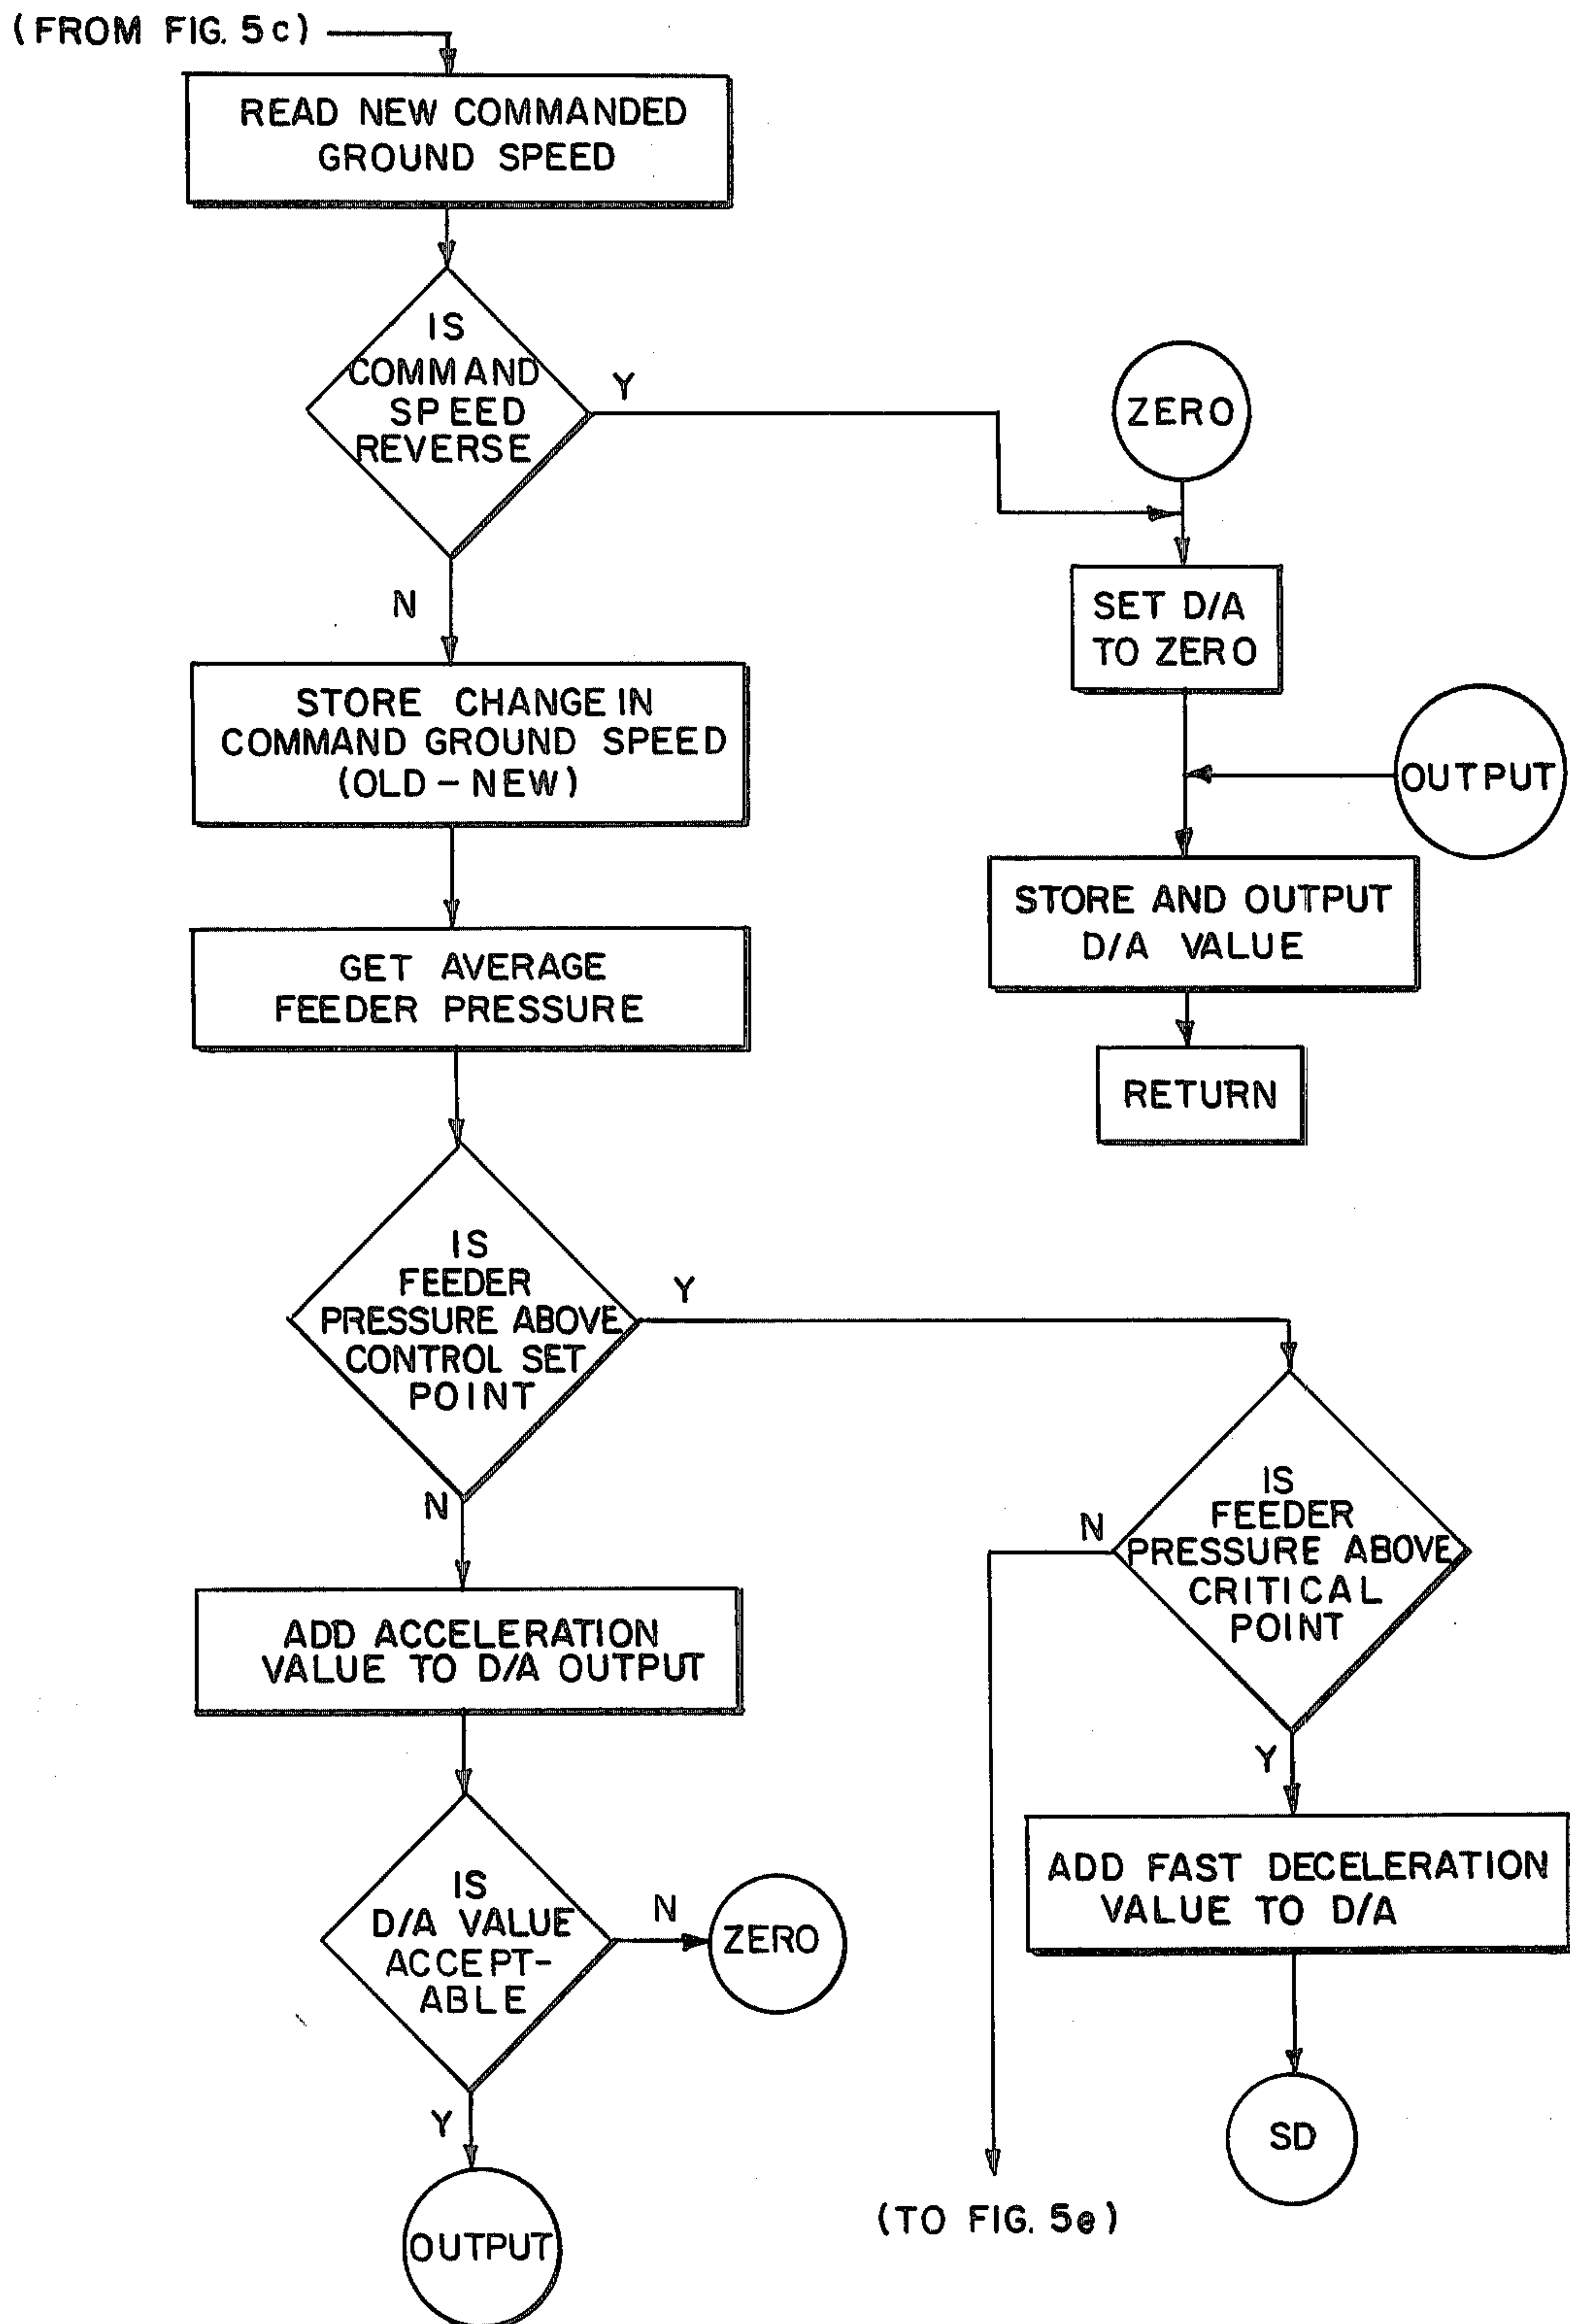 (FROM FIG. 5c)
READ NEW COMMANDED
GROUND SPEED
IS
COMMAND
SPEED
REVERSE
Y
N
ZERO
SET D/A
TO ZERO
OUTPUT
STORE AND OUTPUT
D/A VALUE
RETURN
STORE CHANGE IN
COMMAND GROUND SPEED
(OLD - NEW)
GET AVERAGE
FEEDER PRESSURE
IS
FEEDER
PRESSURE ABOVE
CONTROL SET
POINT
Y
N
IS
FEEDER
PRESSURE ABOVE
CRITICAL
POINT
N
Y
ADD ACCELERATION
VALUE TO D/A OUTPUT
IS
D/A VALUE
ACCEPT-
ABLE
N
ZERO
Y
OUTPUT
ADD FAST DECELERATION
VALUE TO D/A
SD
(TO FIG. 5e)